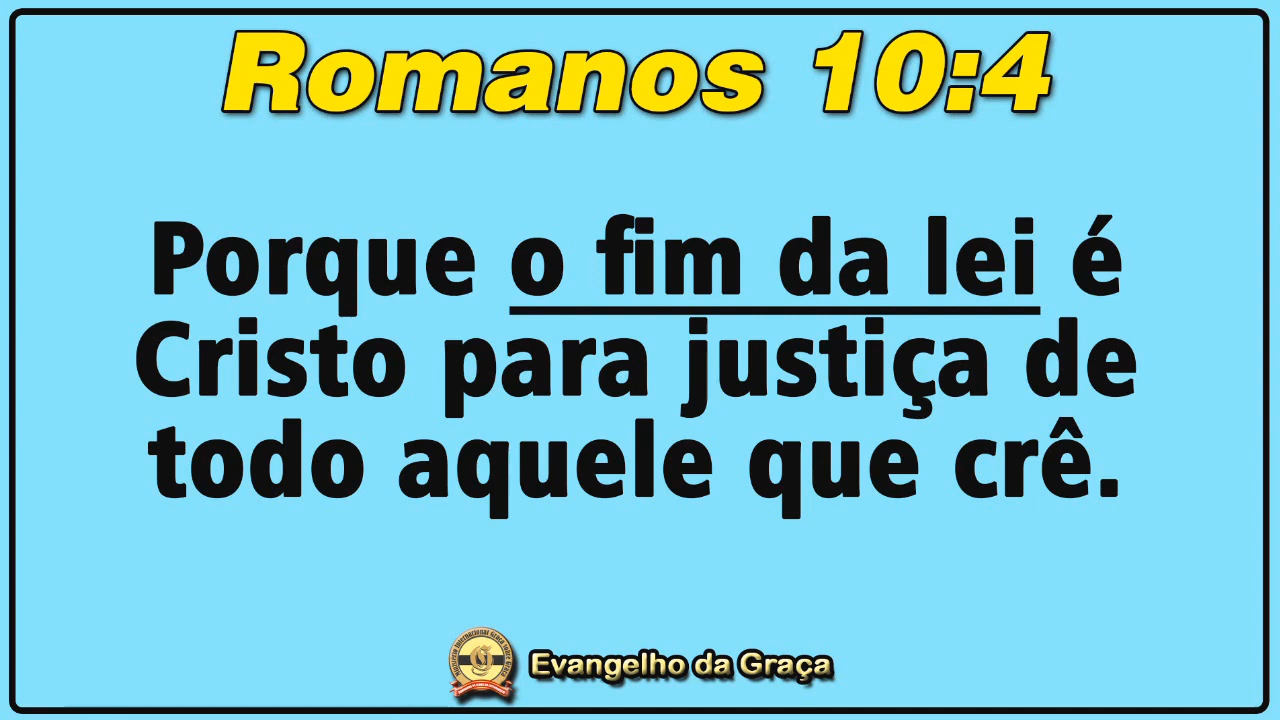 Romanos 10:4
Porque o fim da lei é
Cristo para justiça de
todo aquele que crê.
Evangelho da Graça